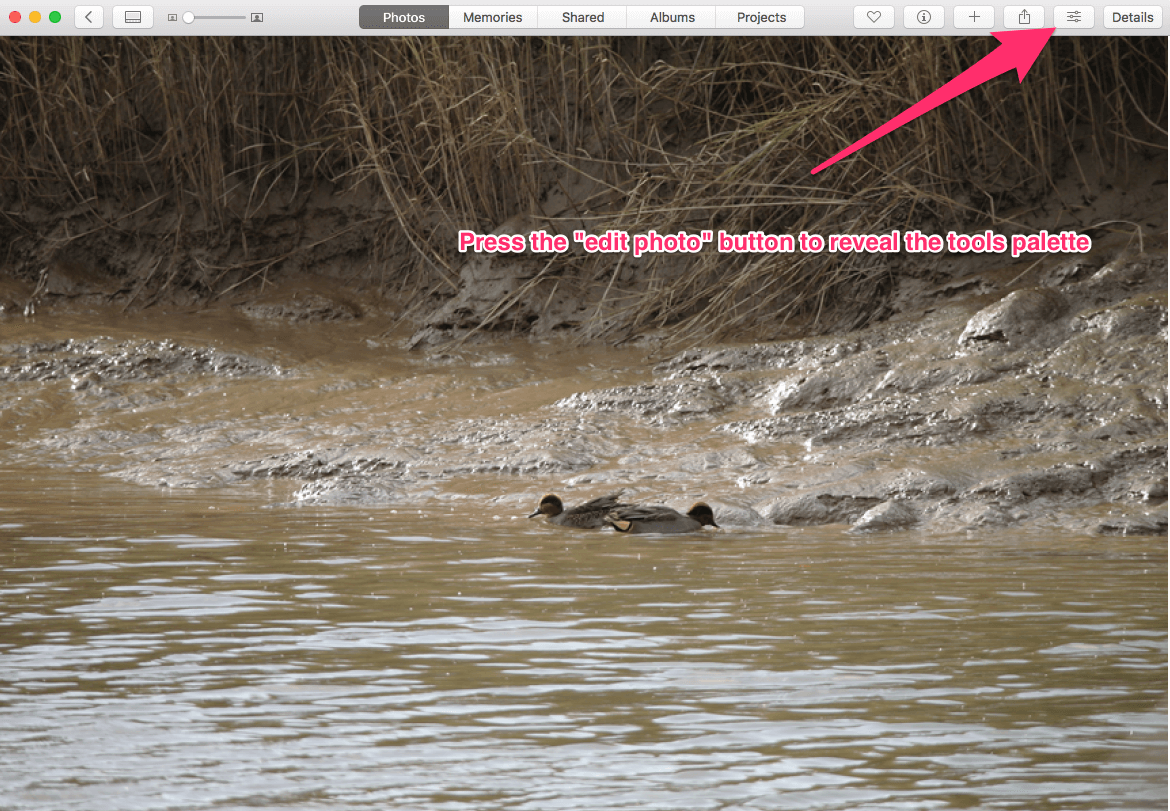 Photos Memories Shared Albums Projects Details
Press the "edit photo" button to reveal the tools palette